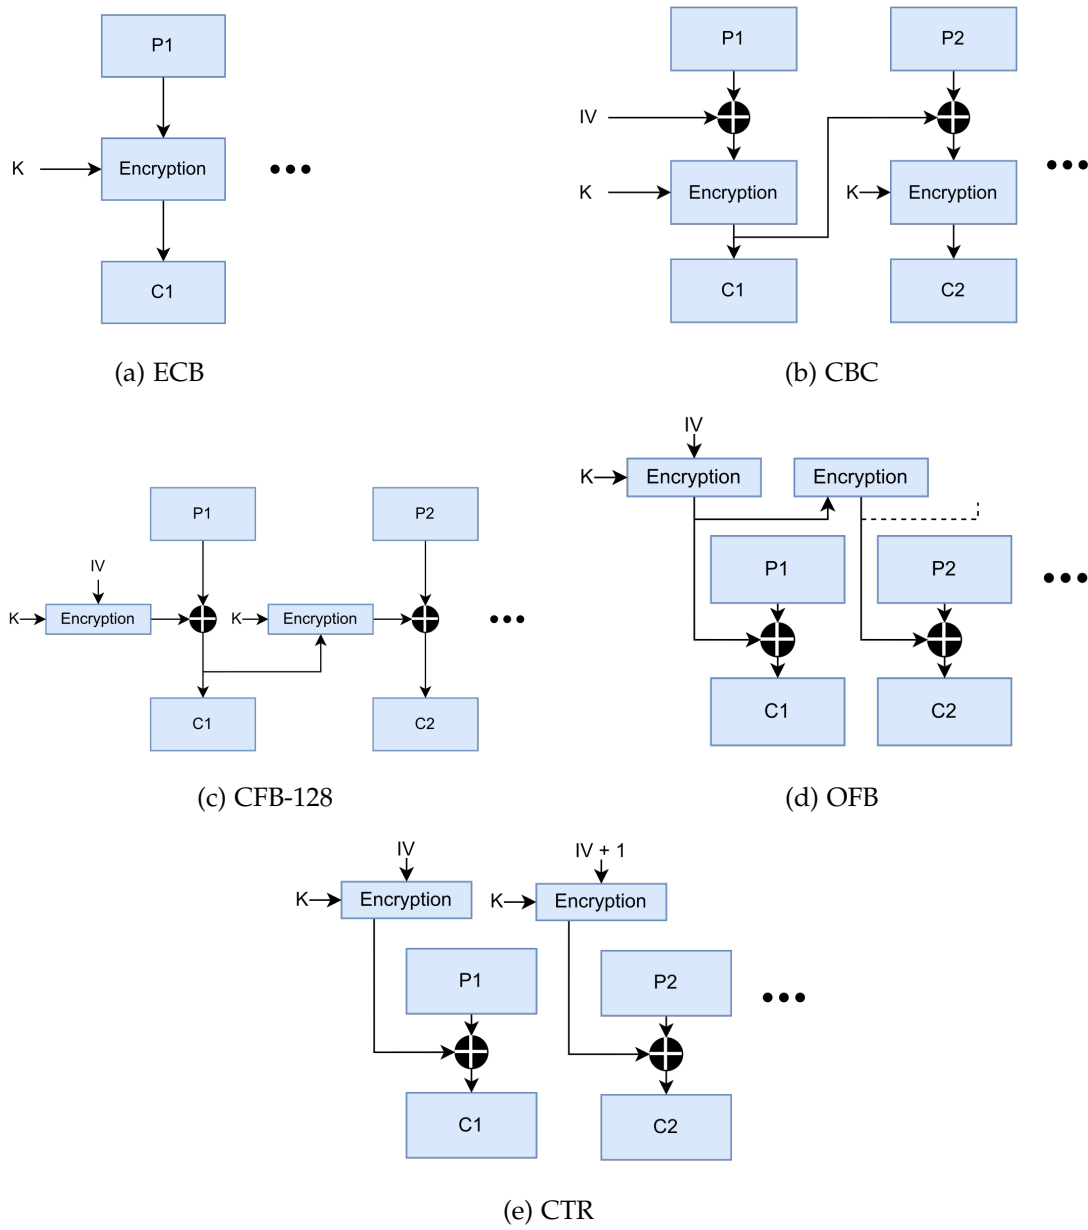 P1
K
Encryption
C1
(a) ECB
P1
P2
IV
K
Encryption
K
Encryption
C1
C2
(b) CBC
P1
P2
IV
K
Encryption
K
Encryption
C1
C2
(c) CFB-128
IV
K
Encryption
Encryption
P1
P2
C1
C2
(d) OFB
IV
IV + 1
K
Encryption
K
Encryption
P1
P2
C1
C2
(e) CTR